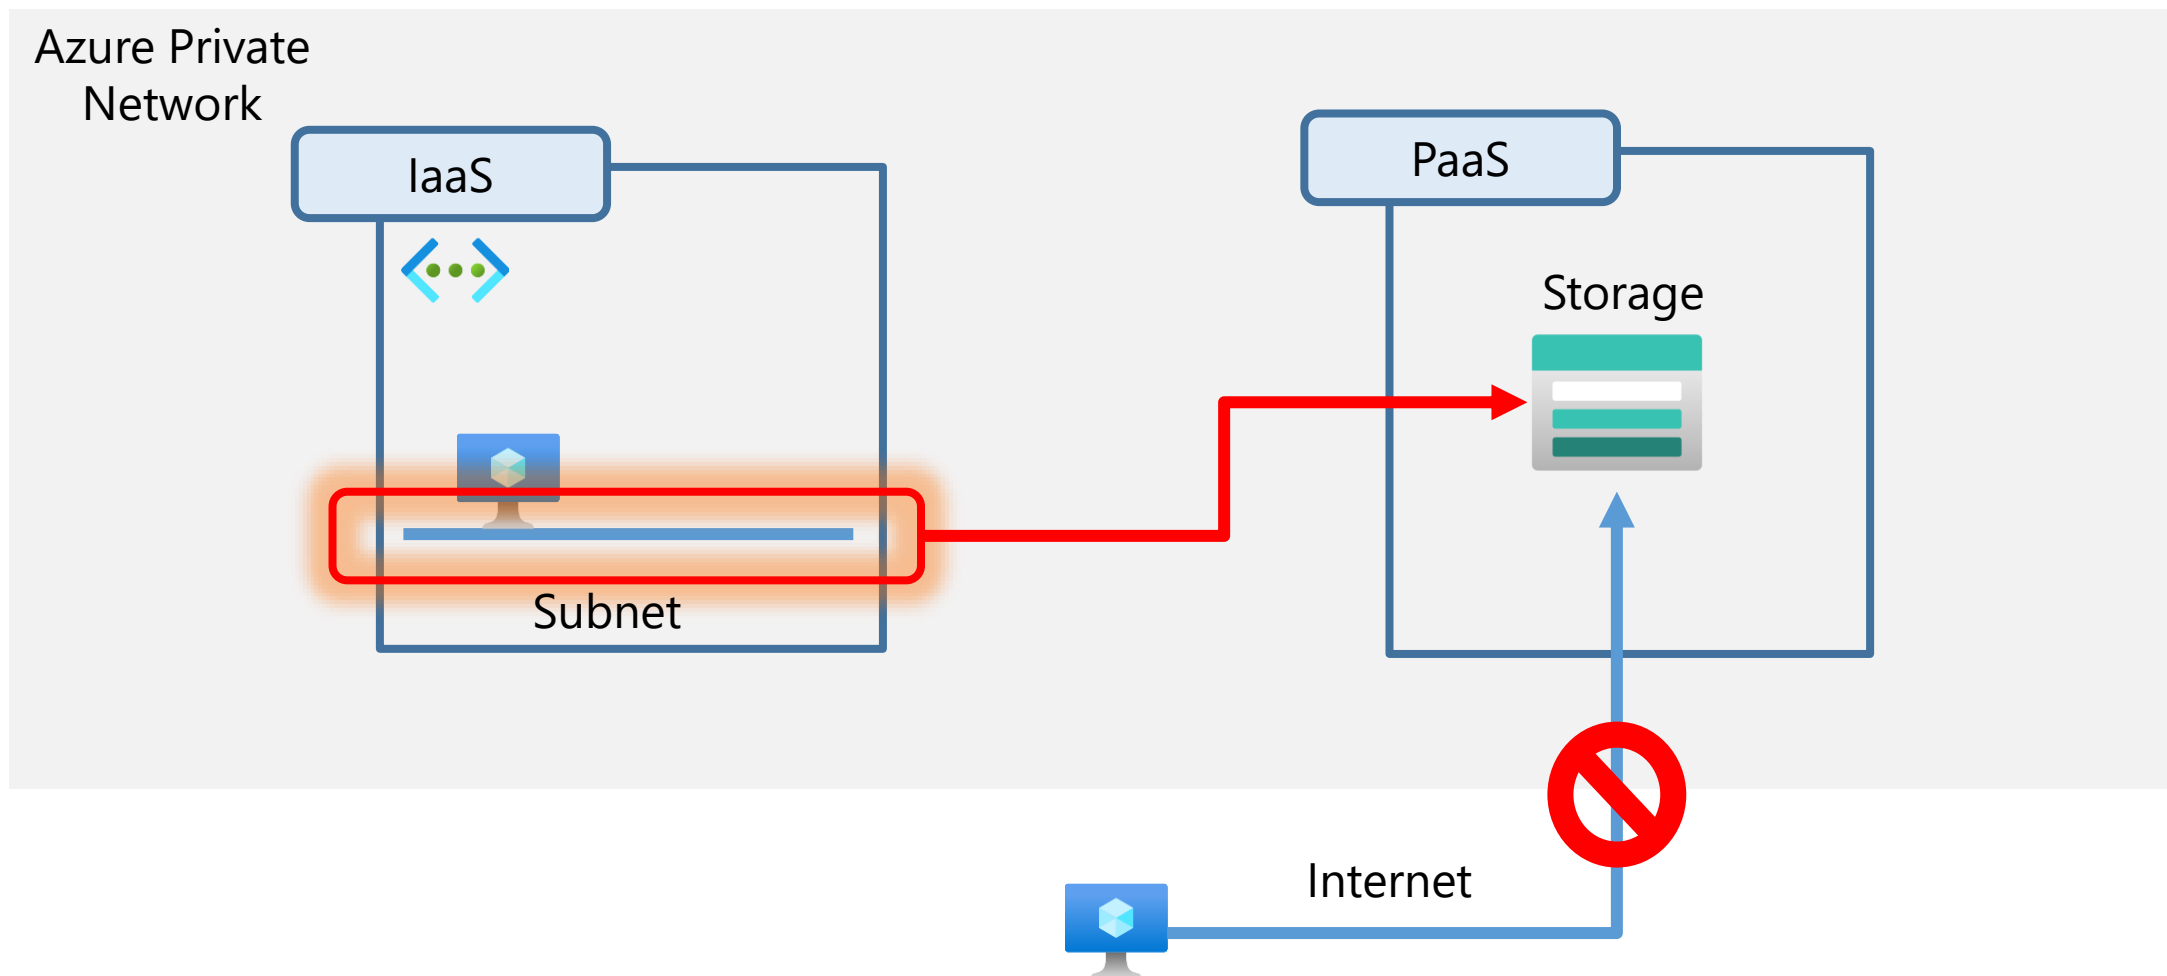 Azure Private
Network
IaaS
PaaS
Storage
Subnet
Internet